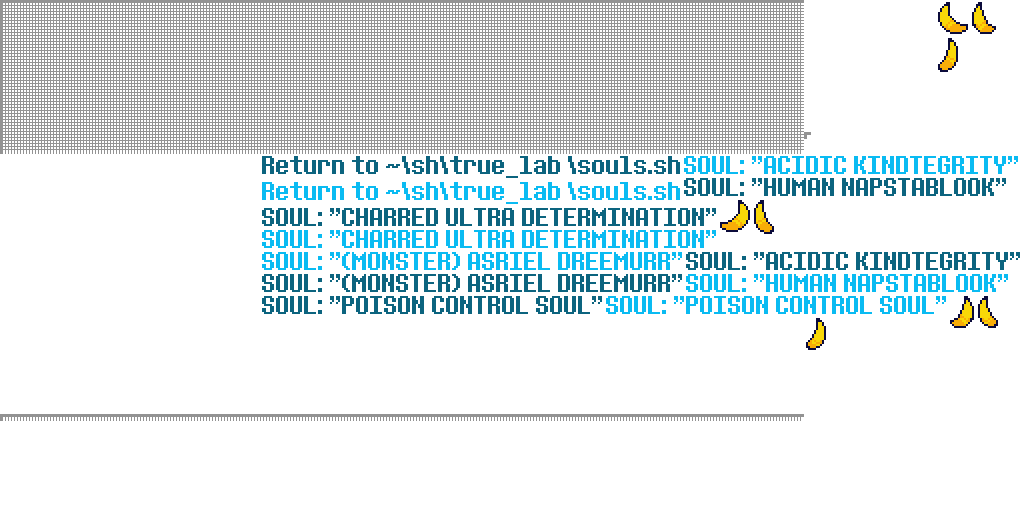 Return to ~\sh\true_lab \souls.sh SOUL: "ACIDIC KINDTEGRITY"
Return to ~\sh\true_lab \souls.sh SOUL: "HUMAN NAPSTABLOOK"
SOUL: "CHARRED ULTRA DETERMINATION"
SOUL: "CHARRED ULTRA DETERMINATION"
SOUL: "(MONSTER) ASRIEL DREEMURR" SOUL: "ACIDIC KINDTEGRITY"
SOUL: "(MONSTER) ASRIEL DREEMURR" SOUL: "HUMAN NAPSTABLOOK"
SOUL: "POISON CONTROL SOUL" SOUL: "POISON CONTROL SOUL"